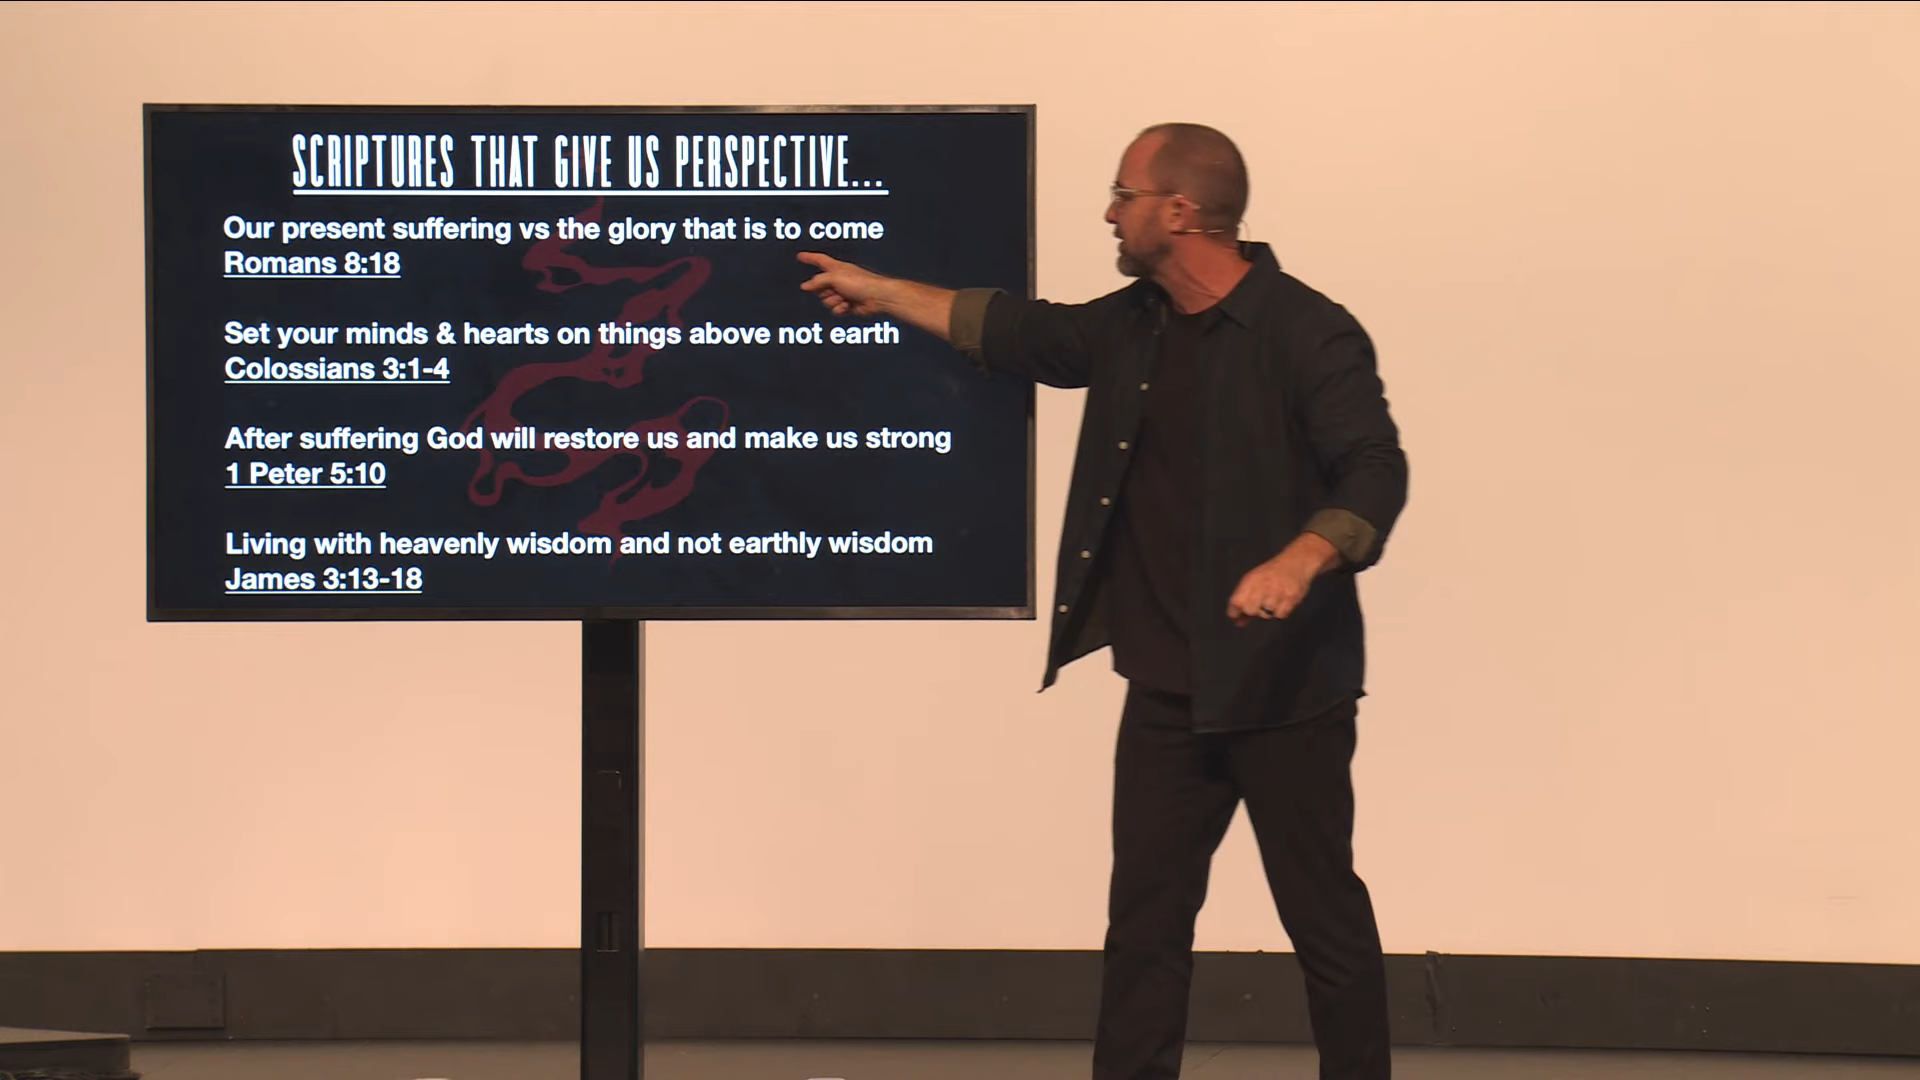 SCRIPTURES THAT GIVE US PERSPECTIVE...
Our present suffering vs the glory that is to come
Romans 8:18
Set your minds & hearts on things above not earth
Colossians 3:1-4
After suffering God will restore us and make us strong
1 Peter 5:10
Living with heavenly wisdom and not earthly wisdom
James 3:13-18